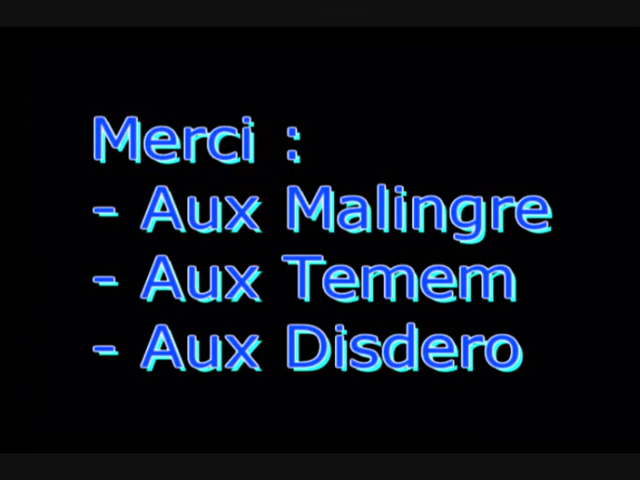 Merci :
- Aux Malingre
- Aux Temem
- Aux Disdero